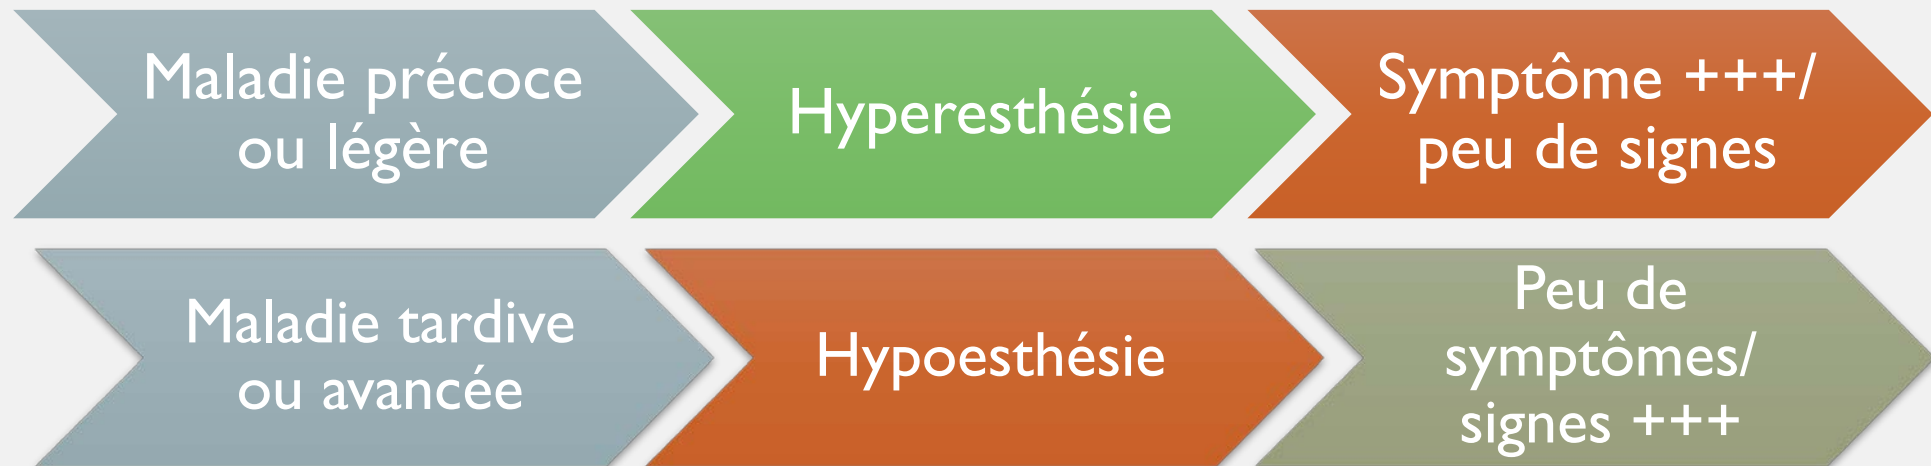 Maladie précoce
ou légère
Hyperesthésie
Symptôme +++/
peu de signes
Maladie tardive
ou avancée
Hypoesthésie
Peu de
symptômes/
signes +++